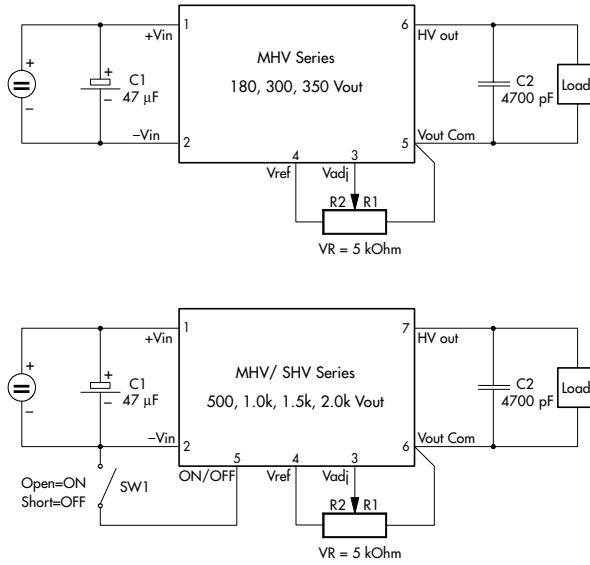 1
+Vin
MHV Series
180, 300, 350 Vout
6
HV out
+
–
+
–
C1
47 µF
C2
4700 pF
Load
–Vin
2
5
Vout Com
4
3
Vref
Vadj
R2
R1
VR = 5 kOhm
1
+Vin
MHV/ SHV Series
500, 1.0k, 1.5k, 2.0k Vout
7
HV out
+
–
+
–
C1
47 µF
C2
4700 pF
Load
–Vin
2
6
Vout Com
5
4
3
ON/OFF
Vref
Vadj
Open=ON
Short=OFF
SW1
R2
R1
VR = 5 kOhm